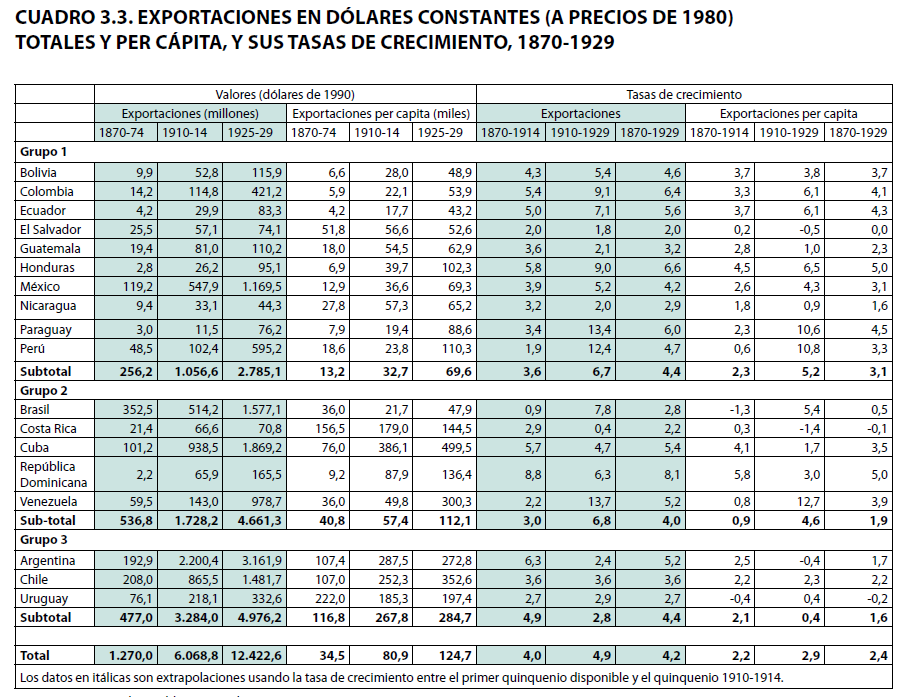 CUADRO 3.3. EXPORTACIONES EN DÓLARES CONSTANTES (A PRECIOS DE 1980)
TOTALES Y PER CÁPITA, Y SUS TASAS DE CRECIMIENTO, 1870-1929
Valores (dólares de 1990) Tasas de crecimiento
Exportaciones (millones) Exportaciones per capita (miles) Exportaciones Exportaciones per capita
1870-74 1910-14 1925-29 1870-74 1910-14 1925-29 1870-1914 1910-1929 1870-1929 1870-1914 1910-1929 1870-1929
Grupo 1
Bolivia 9,9 52,8 115,9 6,6 28,0 48,9 4,3 5,4 4,6 3,7 3,8 3,7
Colombia 14,2 114,8 421,2 5,9 22,1 53,9 5,4 9,1 6,4 3,3 6,1 4,1
Ecuador 4,2 29,9 83,3 4,2 17,7 43,2 5,0 7,1 5,6 3,7 6,1 4,3
El Salvador 25,5 57,1 74,1 51,8 56,6 52,6 2,0 1,8 2,0 0,2 -0,5 0,0
Guatemala 19,4 81,0 110,2 18,0 54,5 62,9 3,6 2,1 3,2 2,8 1,0 2,3
Honduras 2,8 26,2 95,1 6,9 39,7 102,3 5,8 9,0 6,6 4,5 6,5 5,0
México 119,2 547,9 1.169,5 12,9 36,6 69,3 3,9 5,2 4,2 2,6 4,3 3,1
Nicaragua 9,4 33,1 44,3 27,8 57,3 65,2 3,2 2,0 2,9 1,8 0,9 1,6
Paraguay 3,0 11,5 76,2 7,9 19,4 88,6 3,4 13,4 6,0 2,3 10,6 4,5
Perú 48,5 102,4 595,2 18,6 23,8 110,3 1,9 12,4 4,7 0,6 10,8 3,3
Subtotal 256,2 1.056,6 2.785,1 13,2 32,7 69,6 3,6 6,7 4,4 2,3 5,2 3,1
Grupo 2
Brasil 352,5 514,2 1.577,1 36,0 21,7 47,9 0,9 7,8 2,8 -1,3 5,4 0,5
Costa Rica 21,4 66,6 70,8 156,5 179,0 144,5 2,9 0,4 2,2 0,3 -1,4 -0,1
Cuba 101,2 938,5 1.869,2 76,0 386,1 499,5 5,7 4,7 5,4 4,1 1,7 3,5
República
Dominicana 2,2 65,9 165,5 9,2 87,9 136,4 8,8 6,3 8,1 5,8 3,0 5,0
Venezuela 59,5 143,0 978,7 36,0 49,8 300,3 2,2 13,7 5,2 0,8 12,7 3,9
Sub-total 536,8 1.728,2 4.661,3 40,8 57,4 112,1 3,0 6,8 4,0 0,9 4,6 1,9
Grupo 3
Argentina 192,9 2.200,4 3.161,9 107,4 287,5 272,8 6,3 2,4 5,2 2,5 -0,4 1,7
Chile 208,0 865,5 1.481,7 107,0 252,3 352,6 3,6 3,6 3,6 2,2 2,3 2,2
Uruguay 76,1 218,1 332,6 222,0 185,3 197,4 2,7 2,9 2,7 -0,4 0,4 -0,2
Subtotal 477,0 3.284,0 4.976,2 116,8 267,8 284,7 4,9 2,8 4,4 2,1 0,4 1,6
Total 1.270,0 6.068,8 12.422,6 34,5 80,9 124,7 4,0 4,9 4,2 2,2 2,9 2,4
Los datos en itálicas son extrapolaciones usando la tasa de crecimiento entre el primer quinquenio disponible y el quinquenio 1910-1914.